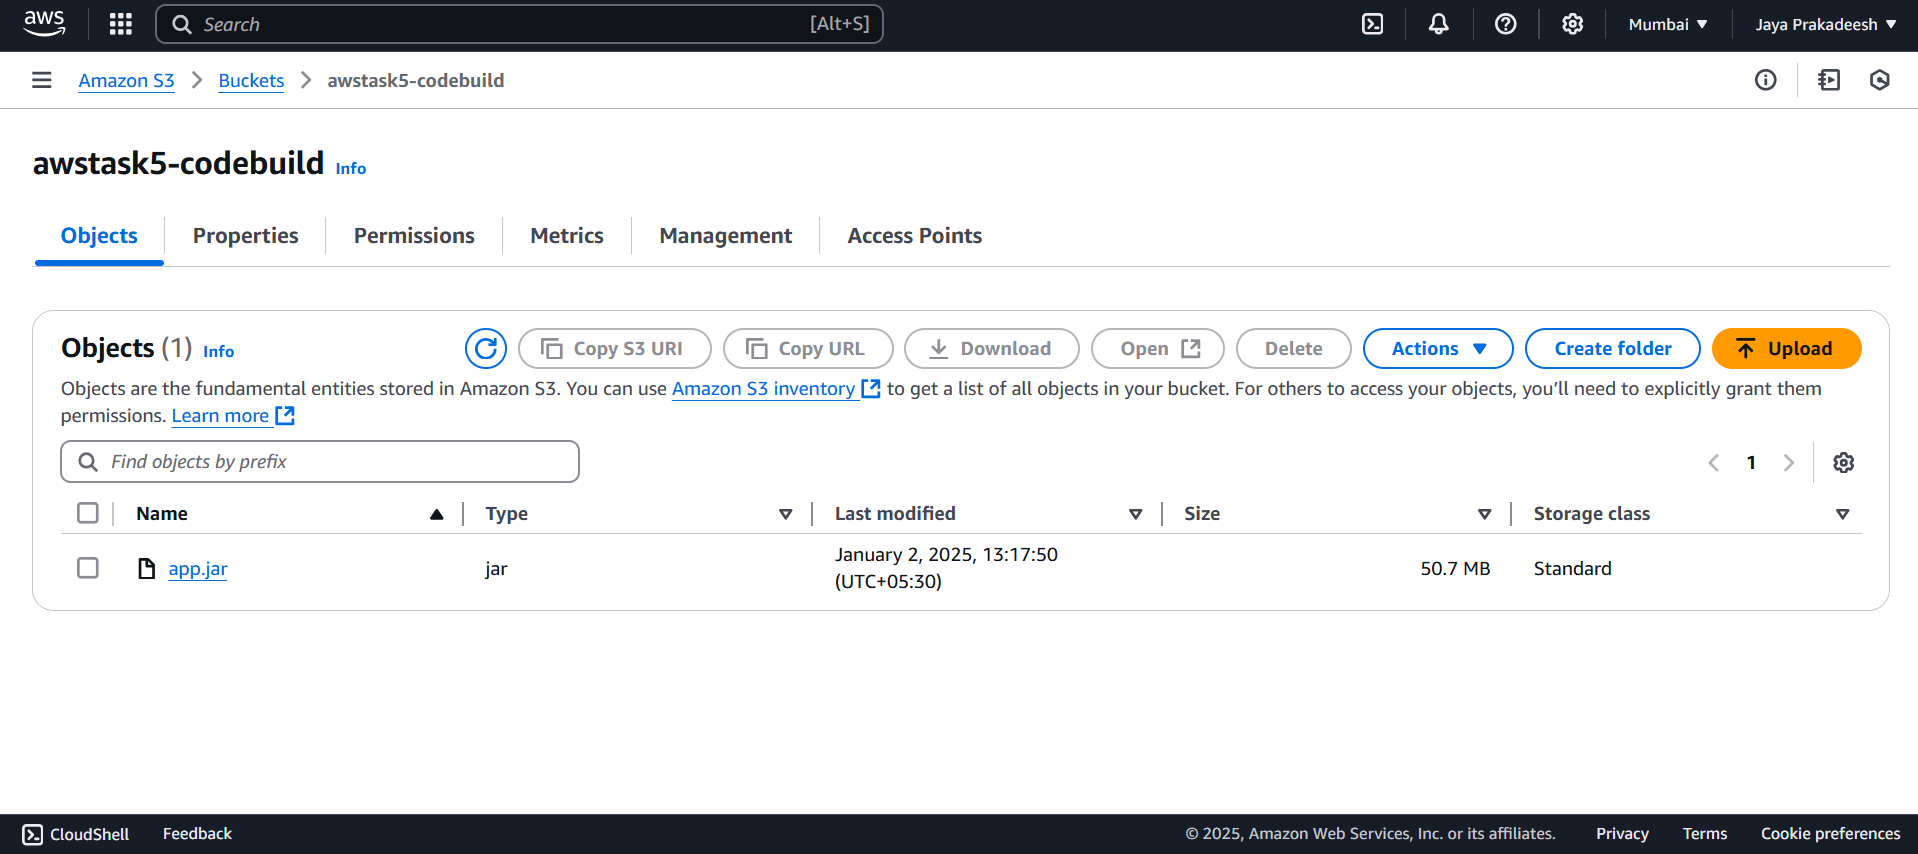 aws Search [Alt+S] Mumbai Jaya Prakadeesh
Amazon S3 Buckets awstask5-codebuild
awstask5-codebuild Info
Objects Properties Permissions Metrics Management Access Points
Objects (1) Info Copy S3 URI Copy URL Download Open Delete Actions Create folder Upload
Objects are the fundamental entities stored in Amazon S3. You can use Amazon S3 inventory to get a list of all objects in your bucket. For others to access your objects, you’ll need to explicitly grant them
permissions. Learn more
Find objects by prefix 1
Name Type Last modified Size Storage class
app.jar jar January 2, 2025, 13:17:50 50.7 MB Standard
(UTC+05:30)
CloudShell Feedback © 2025, Amazon Web Services, Inc. or its affiliates. Privacy Terms Cookie preferences